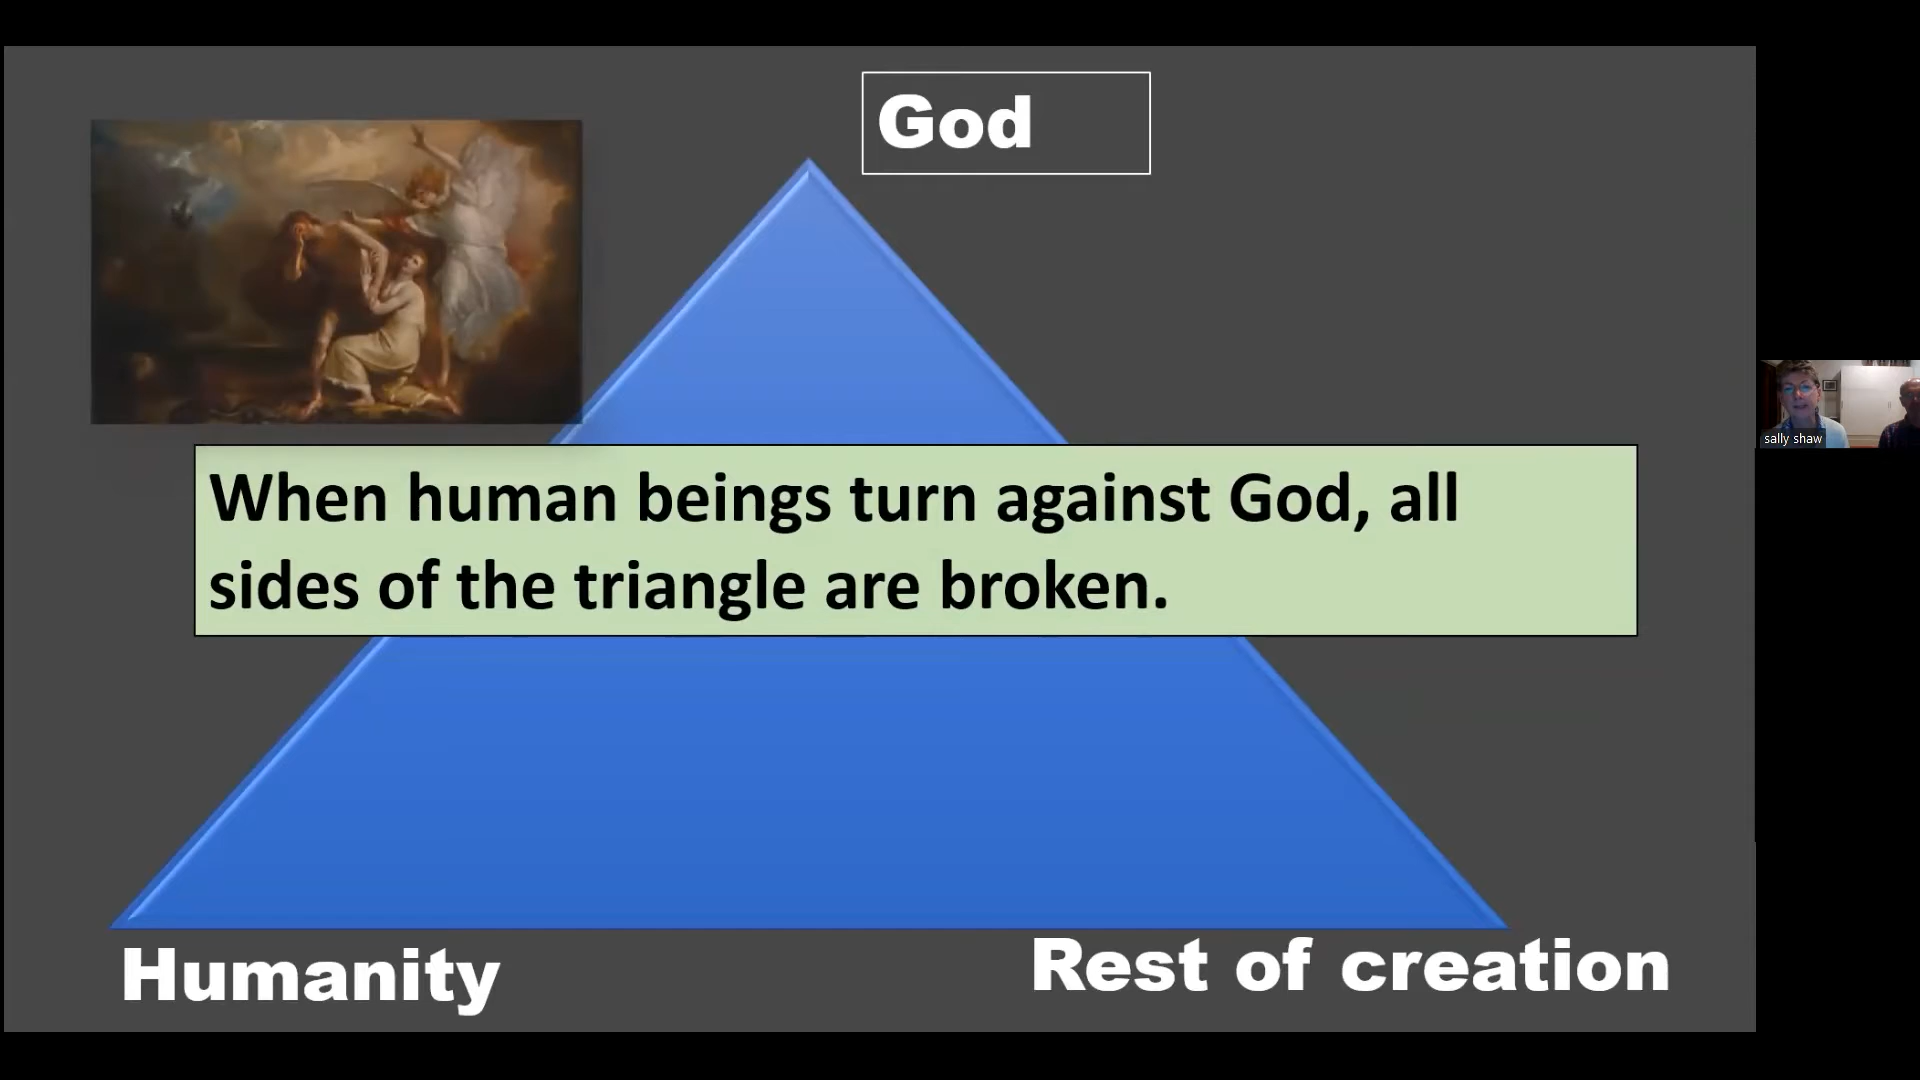 God
When human beings turn against God, all
sides of the triangle are broken.
sally shaw
Humanity
Rest of creation